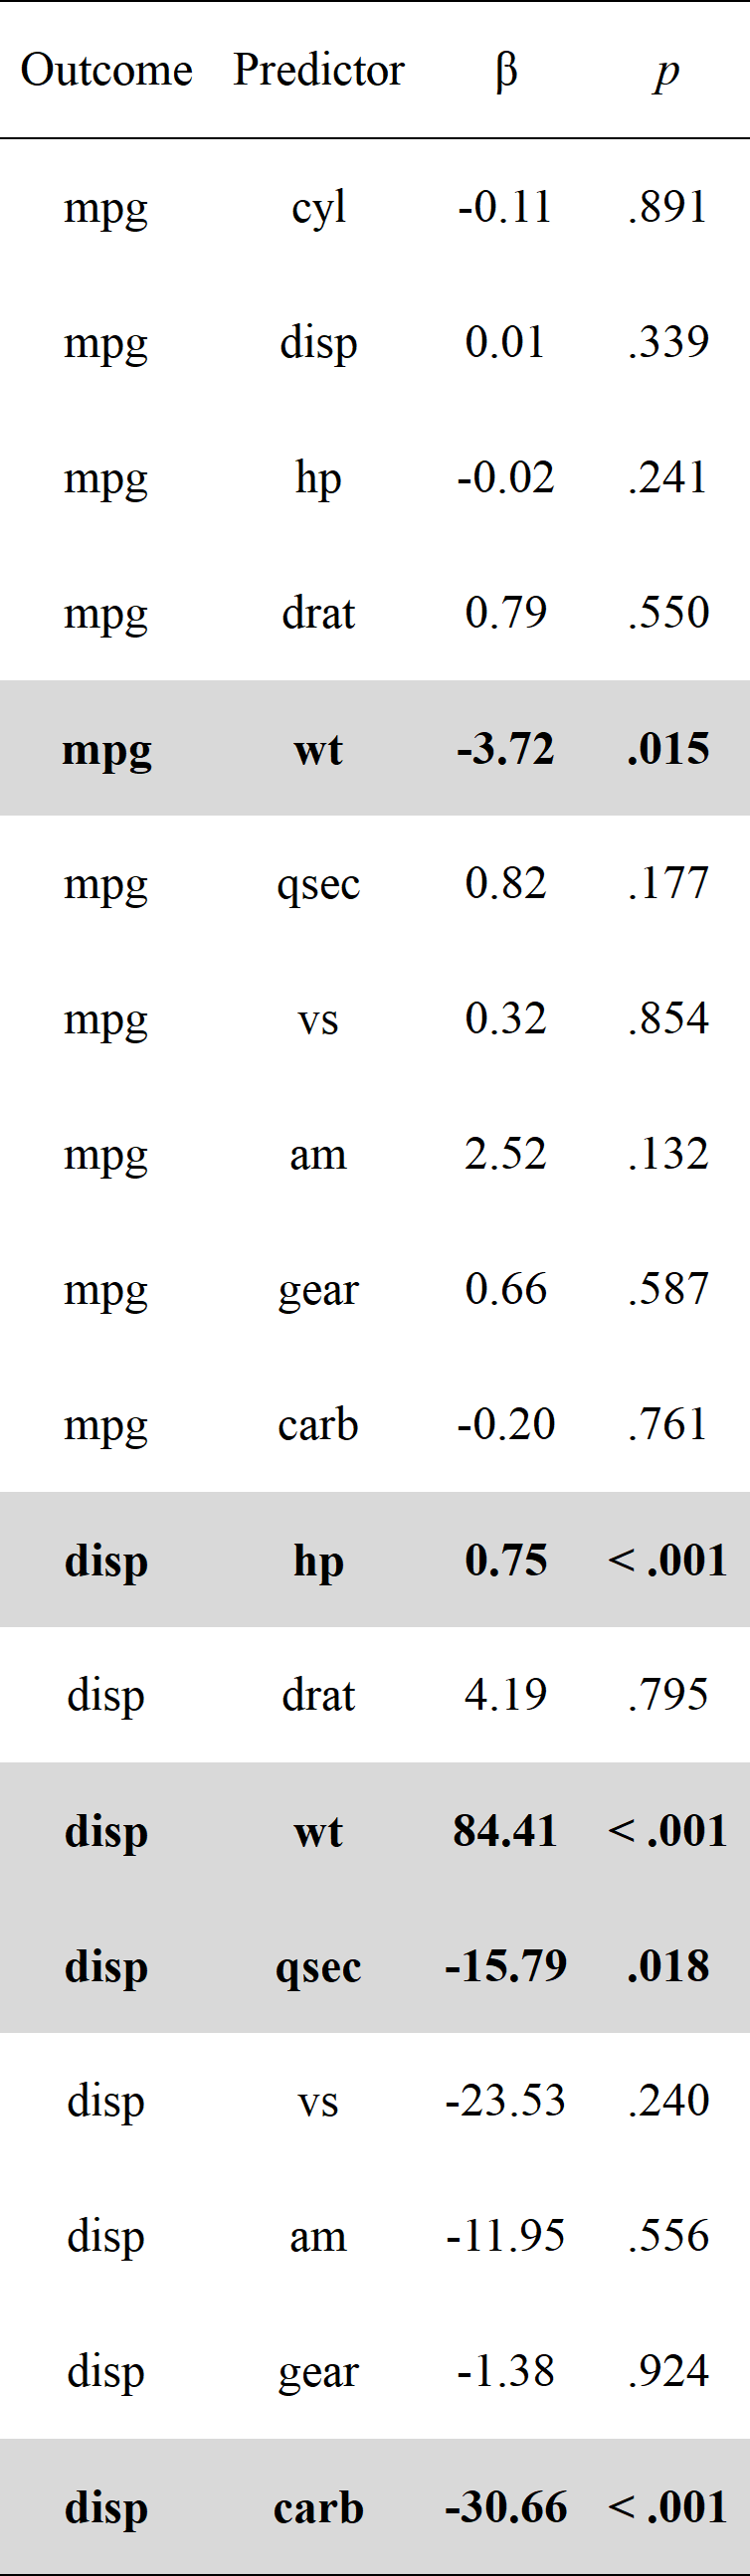 Outcome Predictor β p
mpg cyl -0.11 .891
mpg disp 0.01 .339
mpg hp -0.02 .241
mpg drat 0.79 .550
mpg wt -3.72 .015
mpg qsec 0.82 .177
mpg vs 0.32 .854
mpg am 2.52 .132
mpg gear 0.66 .587
mpg carb -0.20 .761
disp hp 0.75 < .001
disp drat 4.19 .795
disp wt 84.41 < .001
disp qsec -15.79 .018
disp vs -23.53 .240
disp am -11.95 .556
disp gear -1.38 .924
disp carb -30.66 < .001